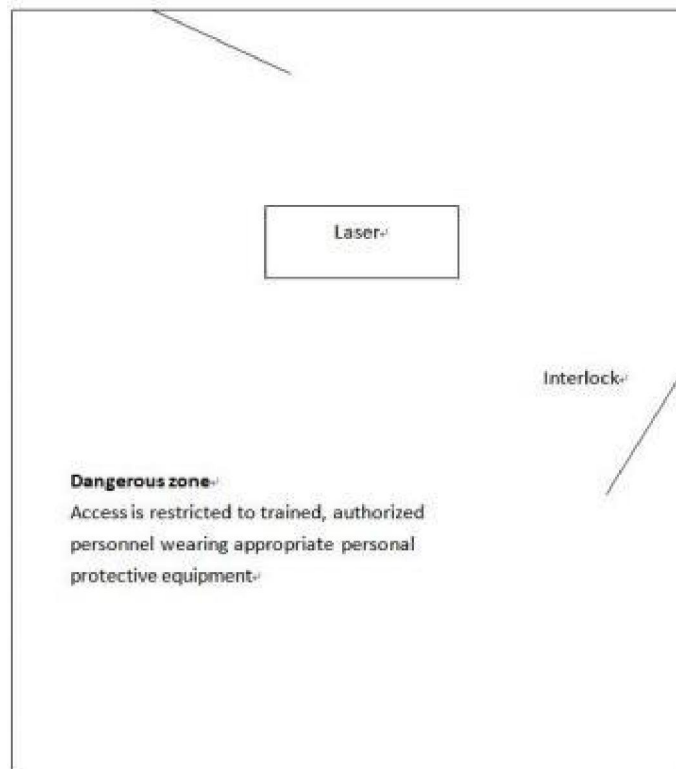 Laser
Interlock
Dangerous zone
Access is restricted to trained, authorized
personnel wearing appropriate personal
protective equipment